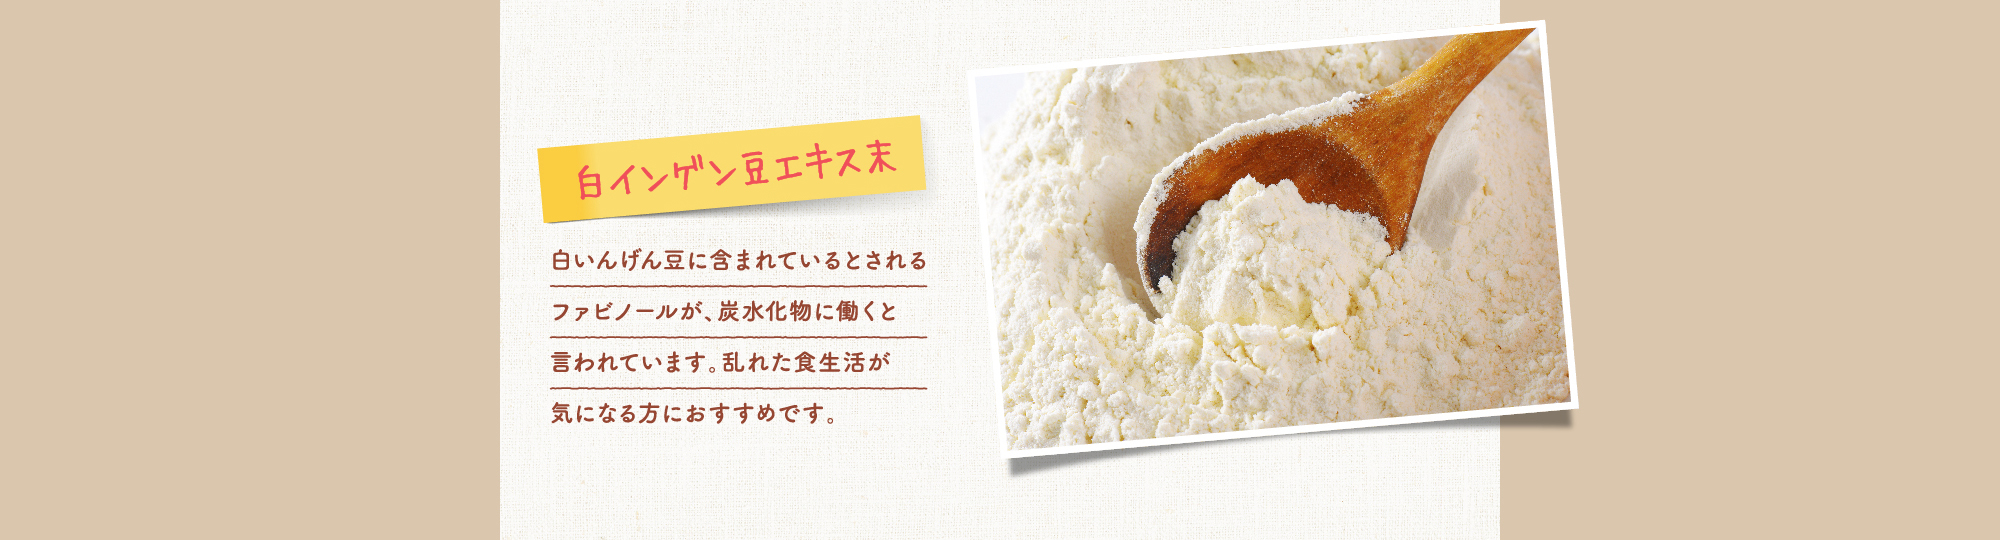 白インゲン豆エキス末
白いんげん豆に含まれているとされる
ファビノールが、炭水化物に働くと
言われています。乱れた食生活が
気になる方におすすめです。